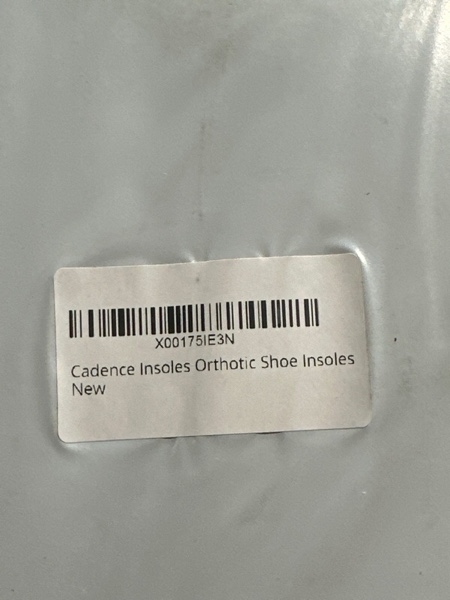 X00175IE3N
Cadence Insoles Orthotic Shoe Insoles
New